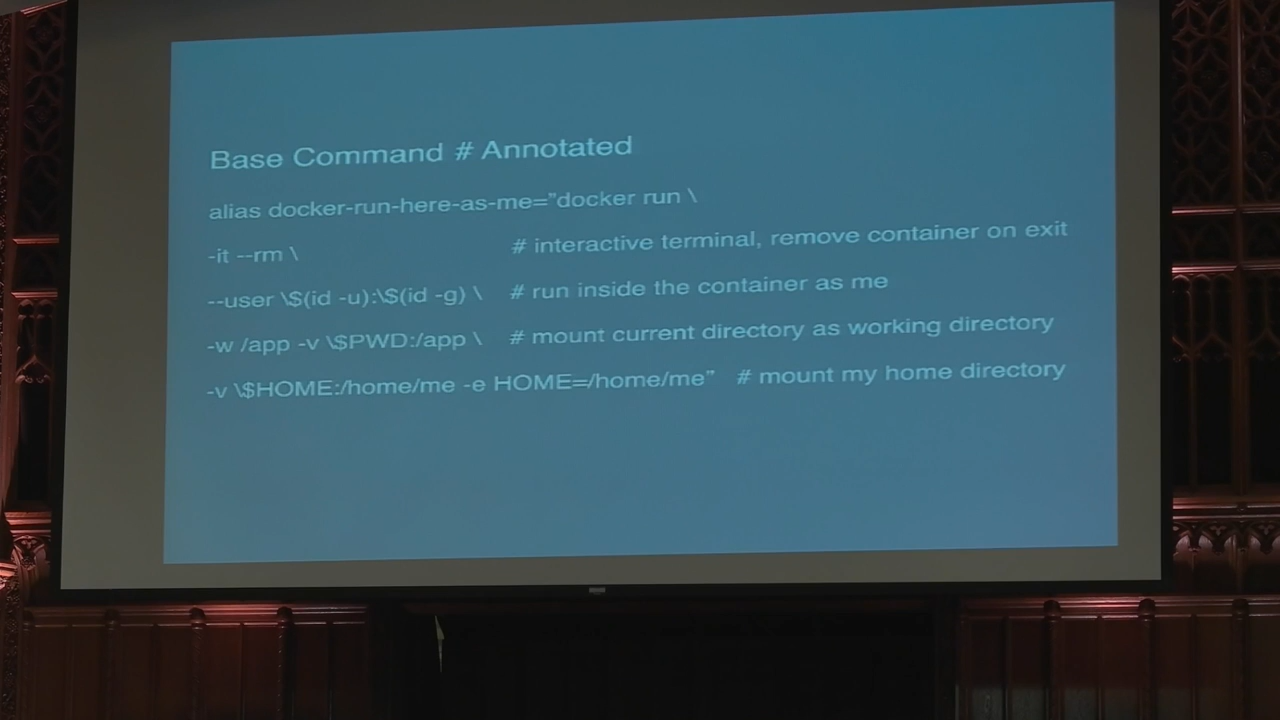 Base Command # Annotated
alias docker-run-here-as-me=”docker run \
-it --rm \ # interactive terminal, remove container on exit
--user \$(id -u):\$(id -g) \ # run inside the container as me
-w /app -v \$PWD:/app \ # mount current directory as working directory
-v \$HOME:/home/me -e HOME=/home/me” # mount my home directory